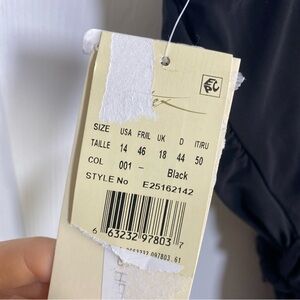 SIZE USA FR/IL UK D IT/RU
TAILLE 14 46 18 44 50
COL 001 – Black
STYLE No E25162142
6 63232 97803 7